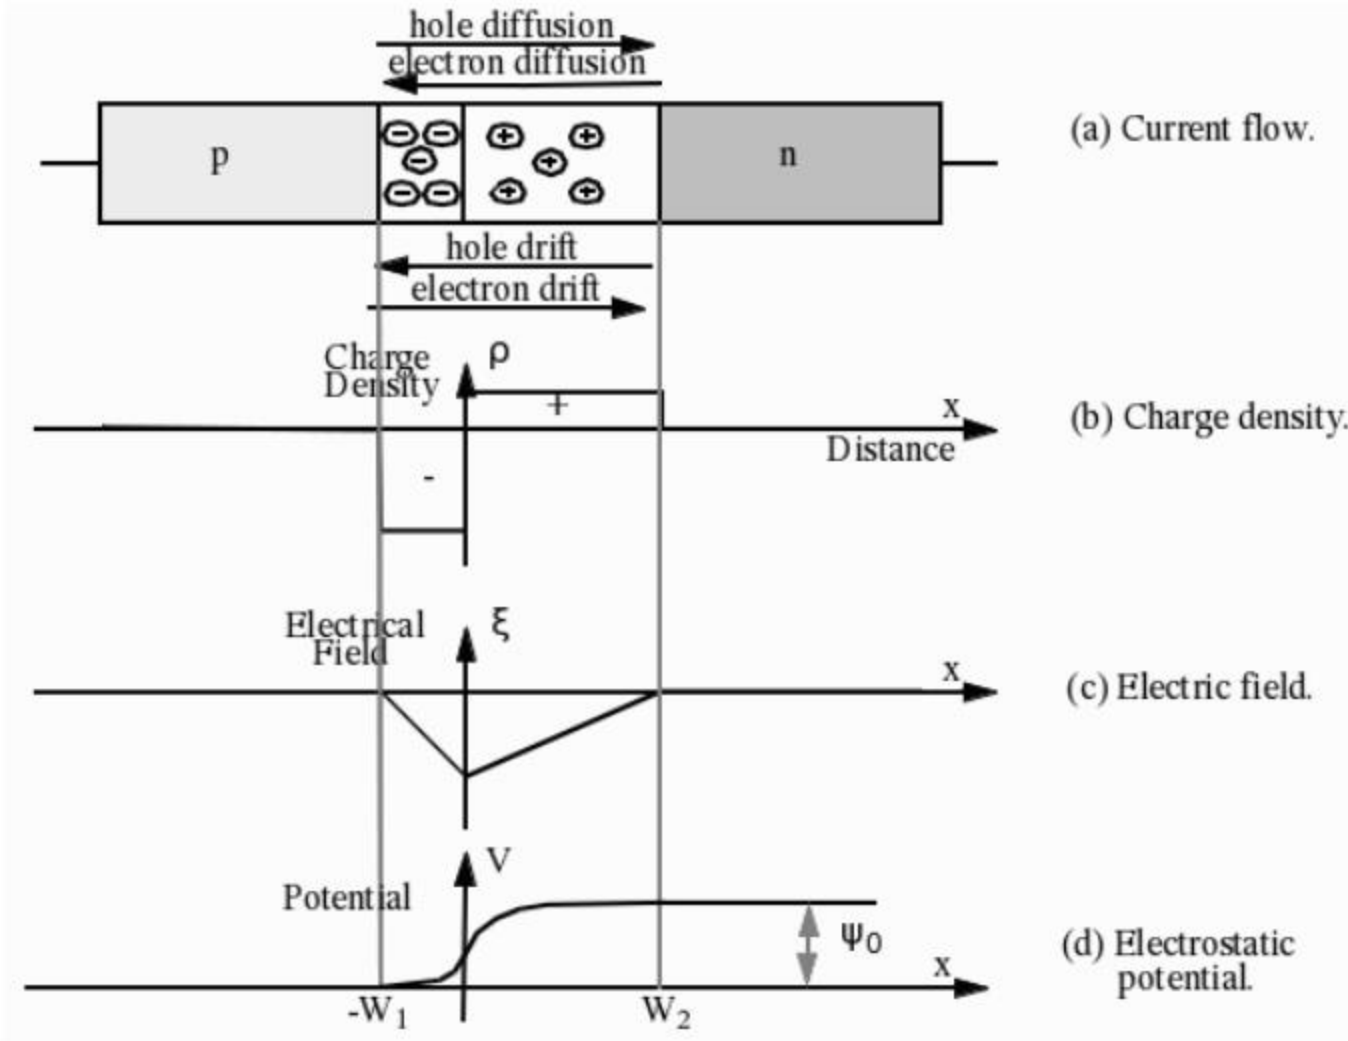 hole diffusion
electron diffusion
p
n
(a) Current flow.
hole drift
electron drift
Charge
Density
ρ
+
-
x
Distance
(b) Charge density.
Electrical
Field
ξ
x
(c) Electric field.
V
Potential
ψ0
x
(d) Electrostatic
potential.
-W1
W2